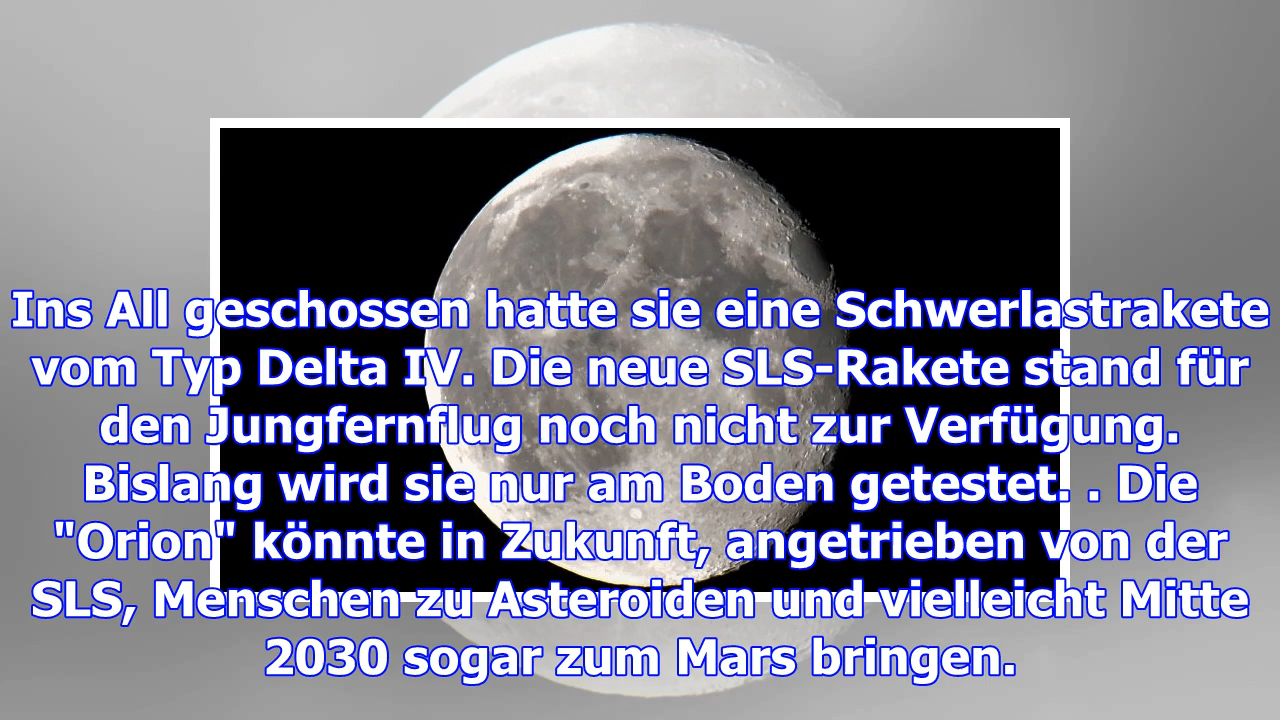 Ins All geschossen hatte sie eine Schwerlastrakete
vom Typ Delta IV. Die neue SLS-Rakete stand für
den Jungfernflug noch nicht zur Verfügung.
Bislang wird sie nur am Boden getestet. . Die
"Orion" könnte in Zukunft, angetrieben von der
SLS, Menschen zu Asteroiden und vielleicht Mitte
2030 sogar zum Mars bringen.